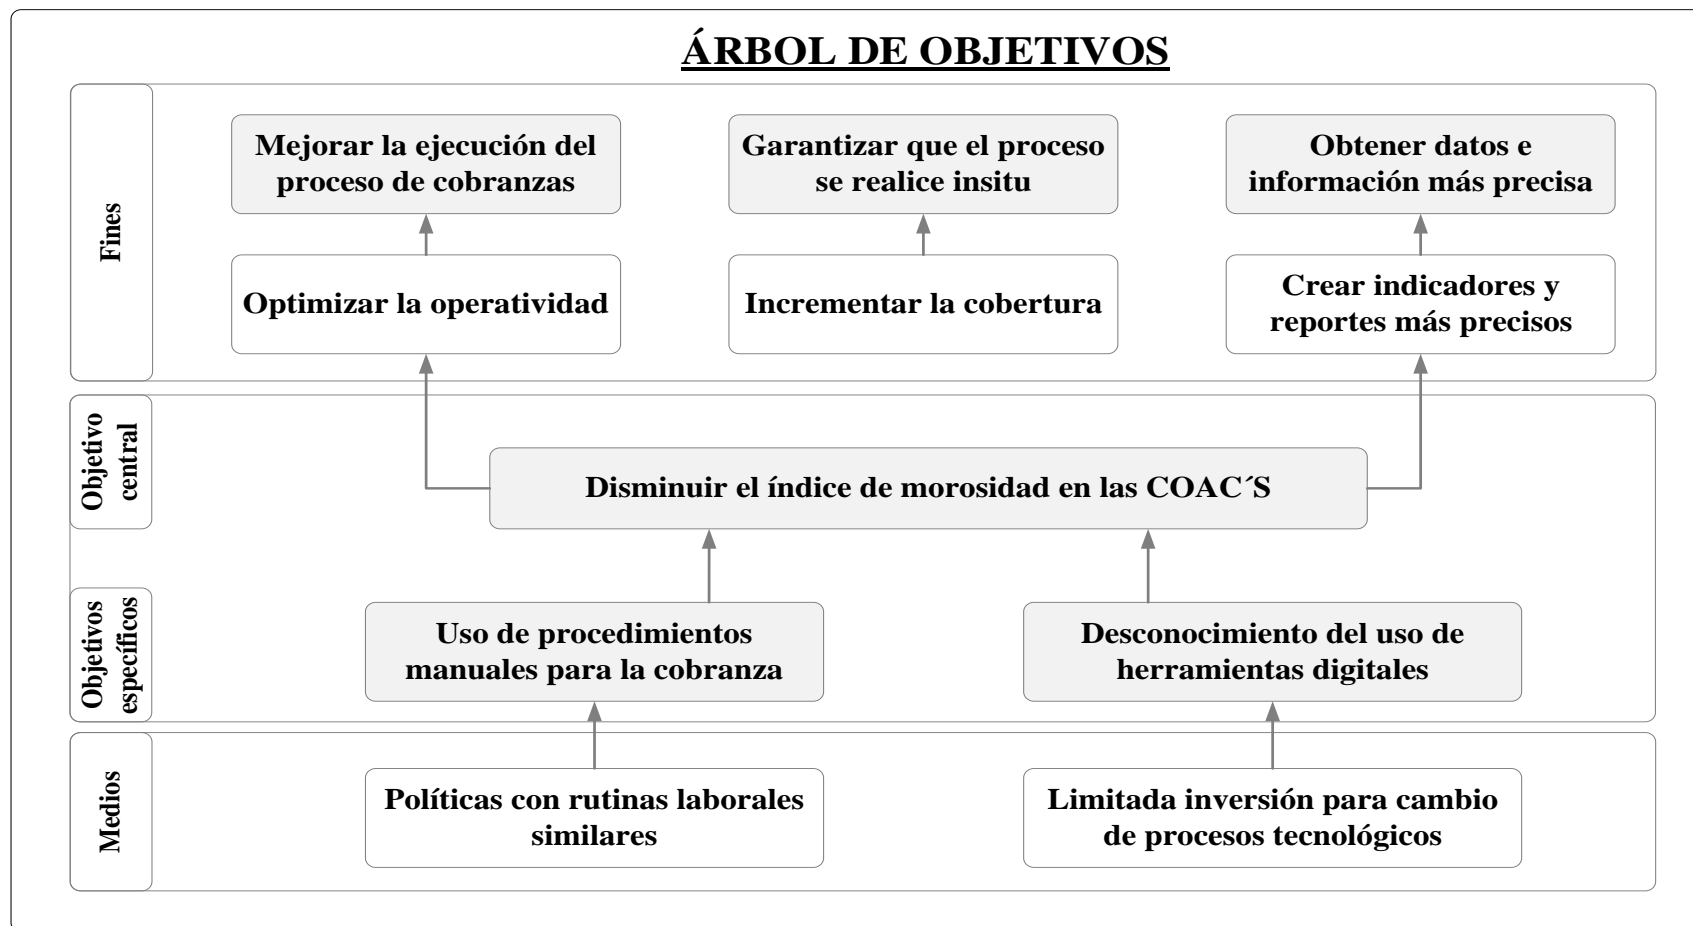 ÁRBOL DE OBJETIVOS
Fines
Mejorar la ejecución del
proceso de cobranzas
Garantizar que el proceso
se realice insitu
Obtener datos e
información más precisa
Optimizar la operatividad
Incrementar la cobertura
Crear indicadores y
reportes más precisos
Objetivo
central
Disminuir el índice de morosidad en las COAC´S
Objetivos
específicos
Uso de procedimientos
manuales para la cobranza
Desconocimiento del uso de
herramientas digitales
Medios
Políticas con rutinas laborales
similares
Limitada inversión para cambio
de procesos tecnológicos